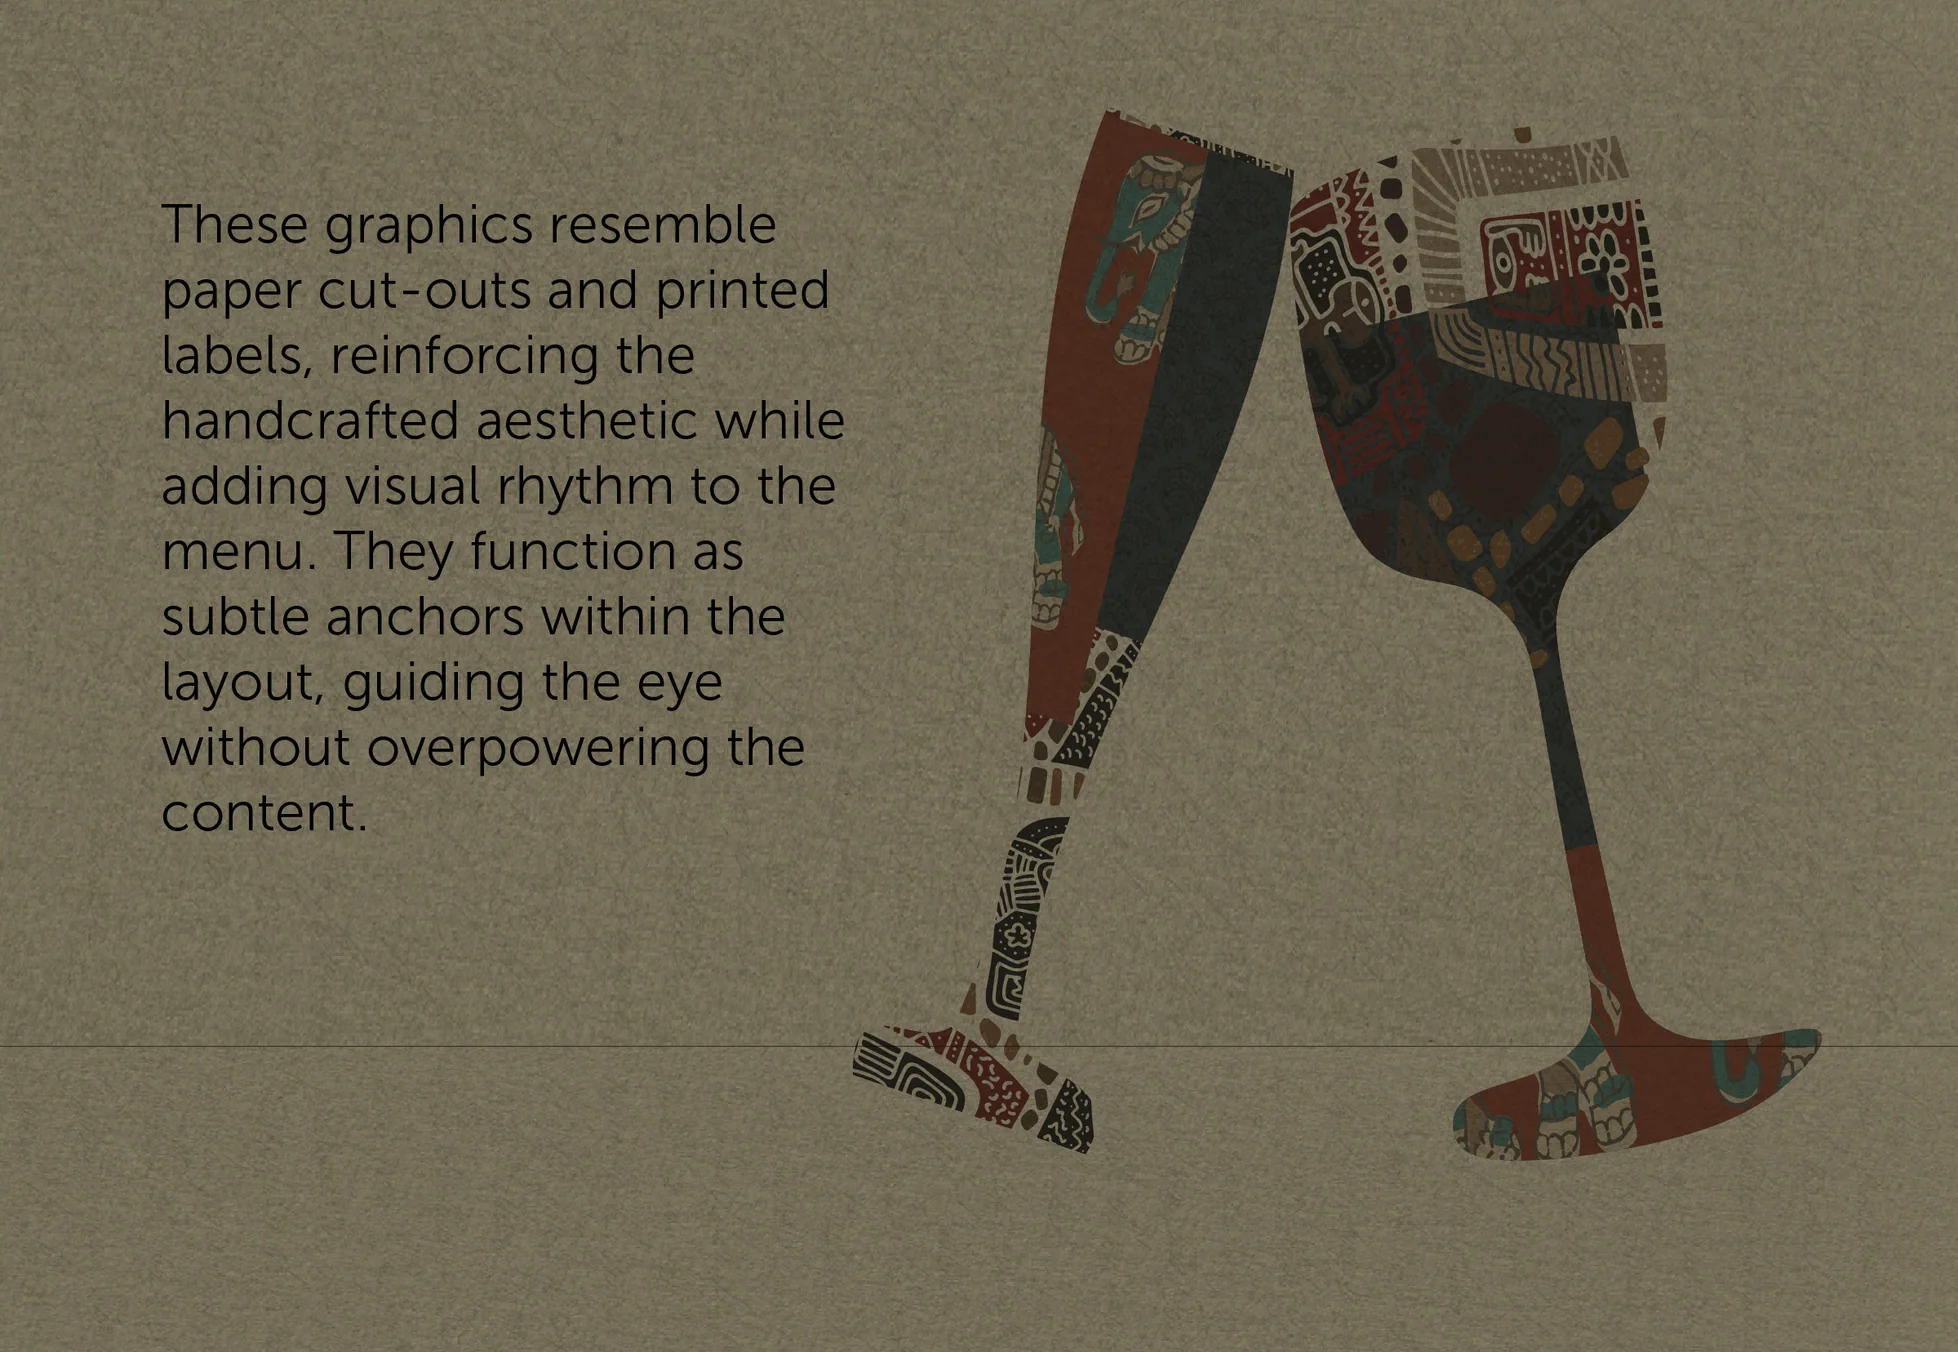 These graphics resemble
paper cut-outs and printed
labels, reinforcing the
handcrafted aesthetic while
adding visual rhythm to the
menu. They function as
subtle anchors within the
layout, guiding the eye
without overpowering the
content.